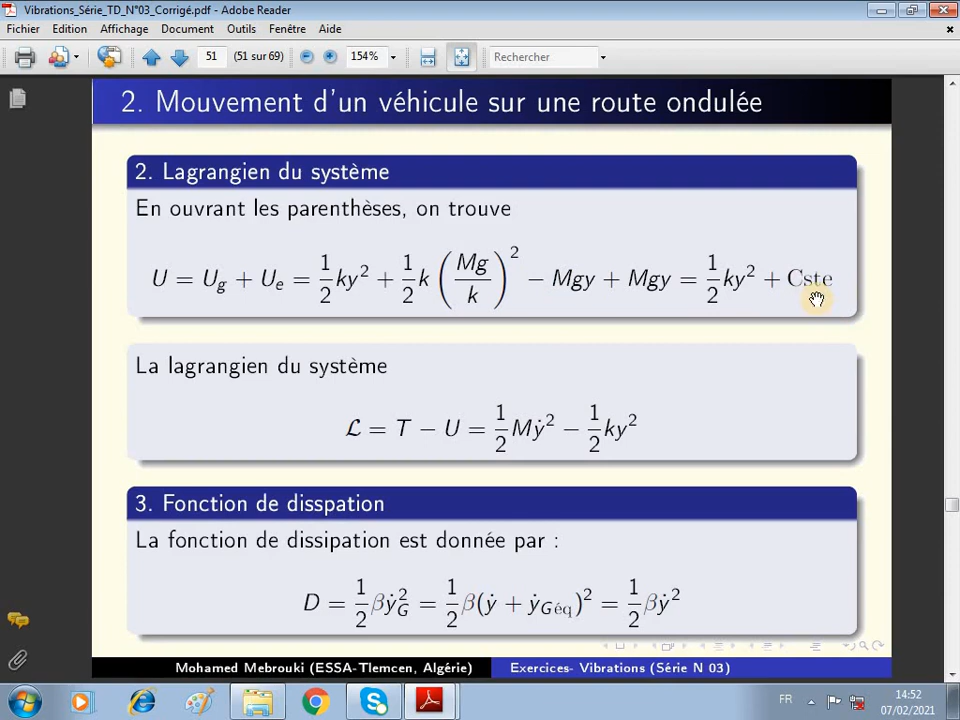 Vibrations_Série_TD_N°03_Corrigé.pdf - Adobe Reader
Fichier Edition Affichage Document Outils Fenêtre Aide
51 (51 sur 69) 154% Rechercher
2. Mouvement d'un véhicule sur une route ondulée
2. Lagrangien du système
En ouvrant les parenthèses, on trouve
U = U_g + U_e = \frac{1}{2}ky^2 + \frac{1}{2}k\left(\frac{Mg}{k}\right)^2 - Mgy + Mgy = \frac{1}{2}ky^2 + Cste
La lagrangien du système
\mathcal{L} = T - U = \frac{1}{2}M\dot{y}^2 - \frac{1}{2}ky^2
3. Fonction de disspation
La fonction de dissipation est donnée par :
D = \frac{1}{2}\beta\dot{y}_G^2 = \frac{1}{2}\beta(\dot{y} + \dot{y}_{Géq})^2 = \frac{1}{2}\beta\dot{y}^2
Mohamed Mebrouki (ESSA-Tlemcen, Algérie) Exercices- Vibrations (Série N 03)
FR 14:52
07/02/2021